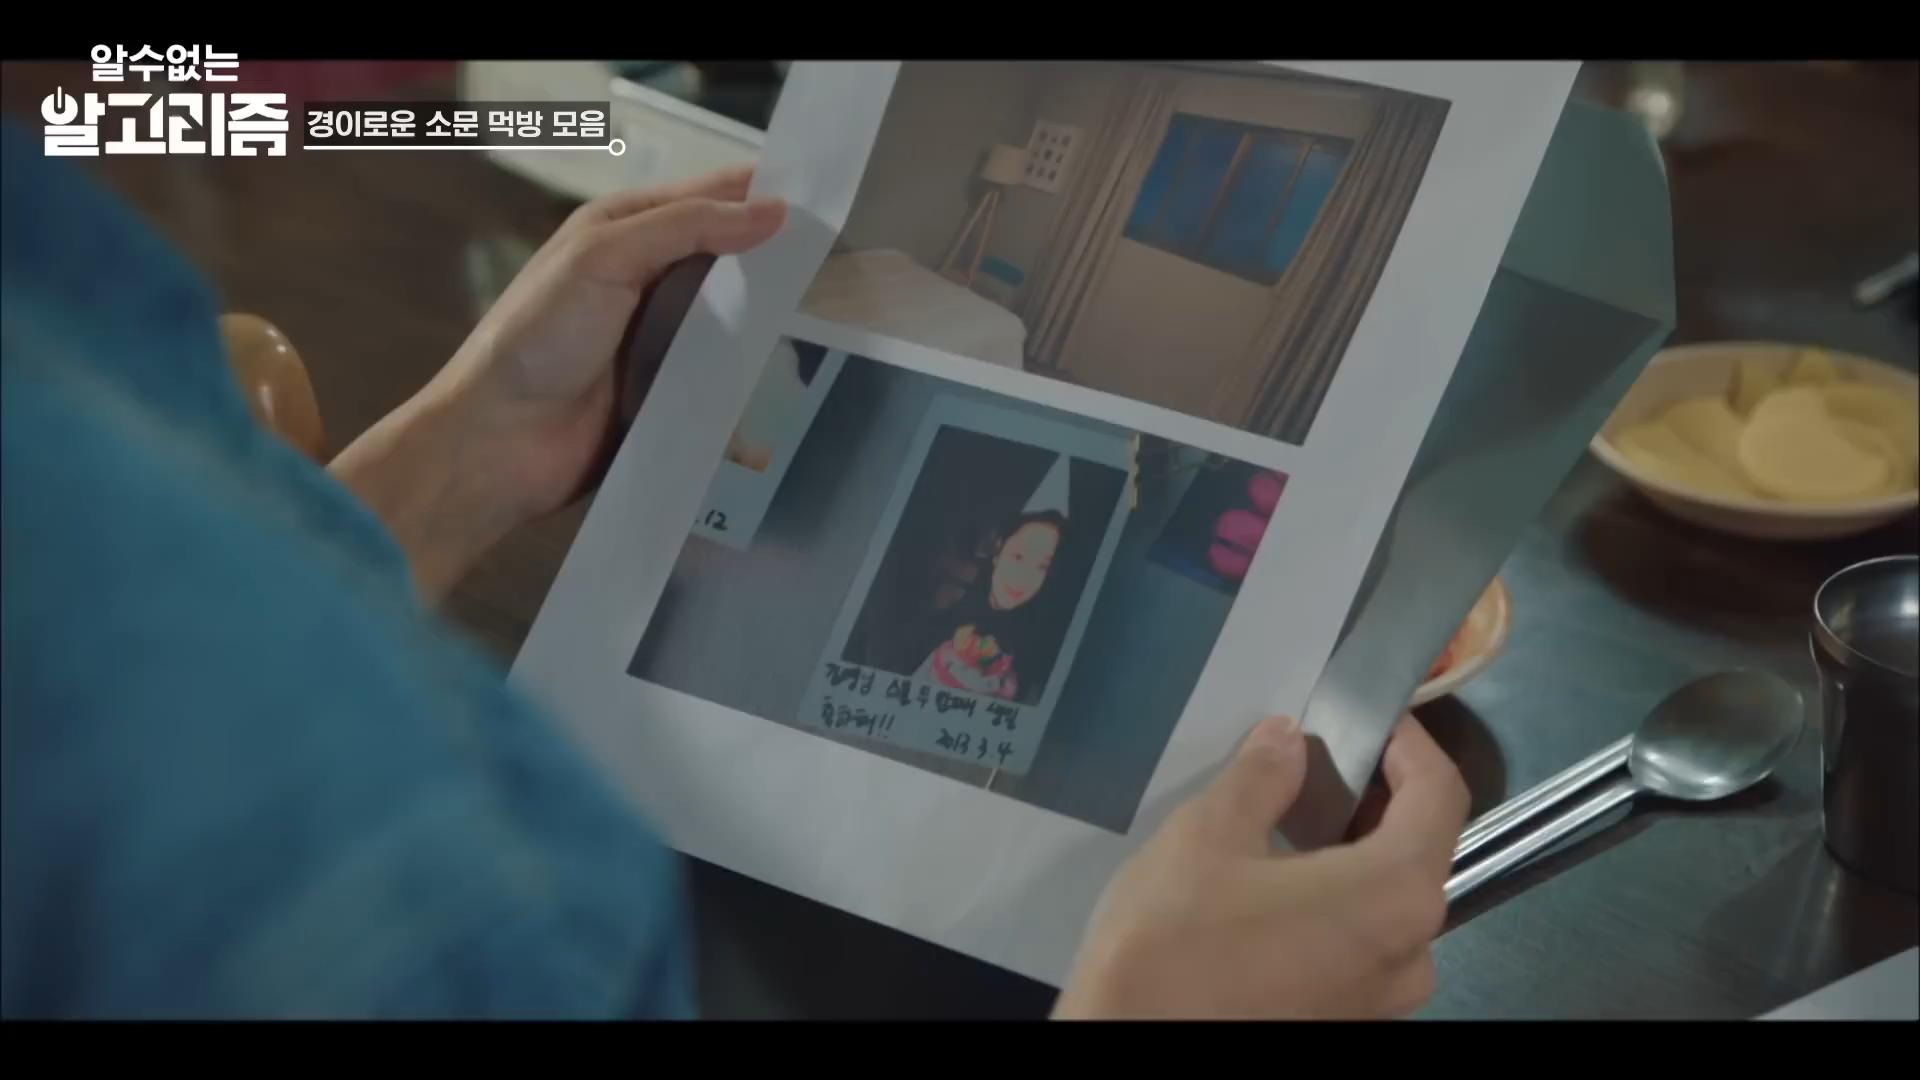 알수없는
알고리즘
경이로운 소문 먹방 모음
.12
김영님 스물 두 번째 생일
축하해!!
2013.3.4